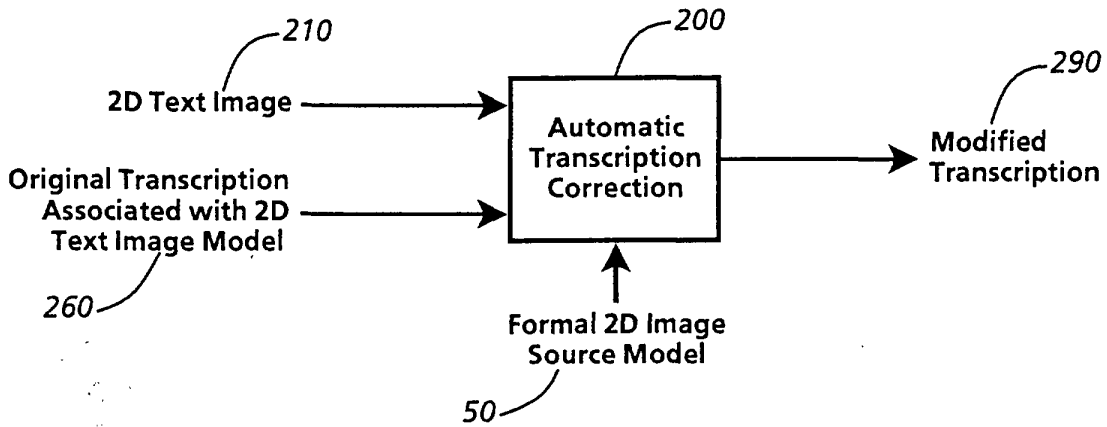 210
200
290
2D Text Image
Automatic
Transcription
Correction
Modified
Transcription
Original Transcription
Associated with 2D
Text Image Model
260
Formal 2D Image
Source Model
50